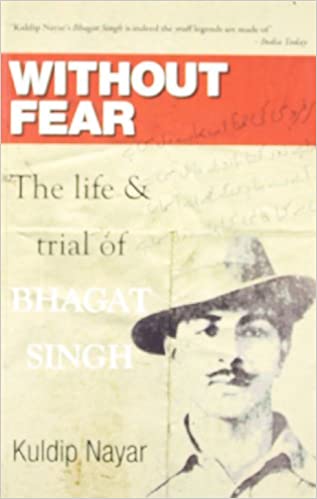 "Kuldip Nayar's Bhagat Singh is indeed the stuff legends are made of"
- India Today
WITHOUT
FEAR
The life &
trial of
BHAGAT
SINGH
Kuldip Nayar